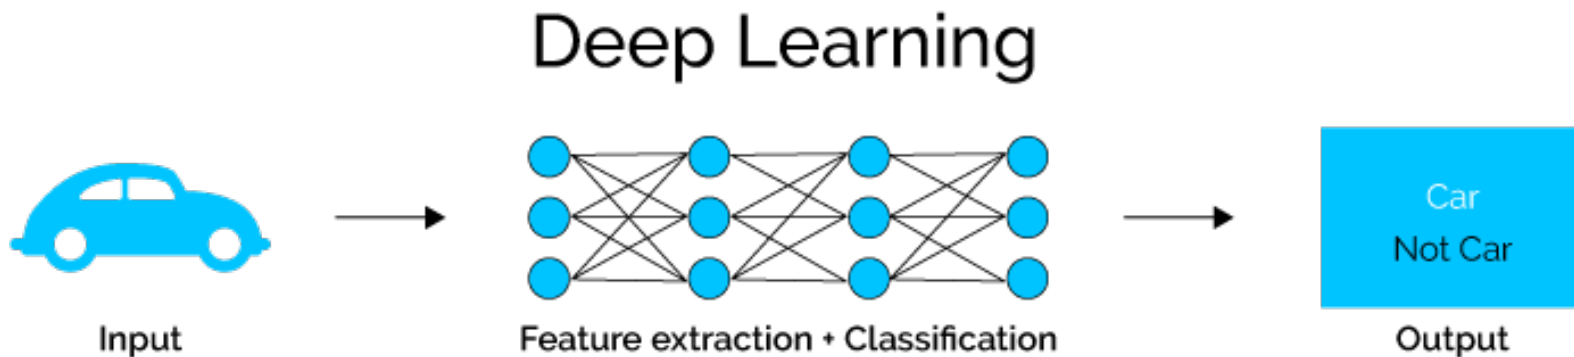 Deep Learning
Car
Not Car
Input
Feature extraction + Classification
Output